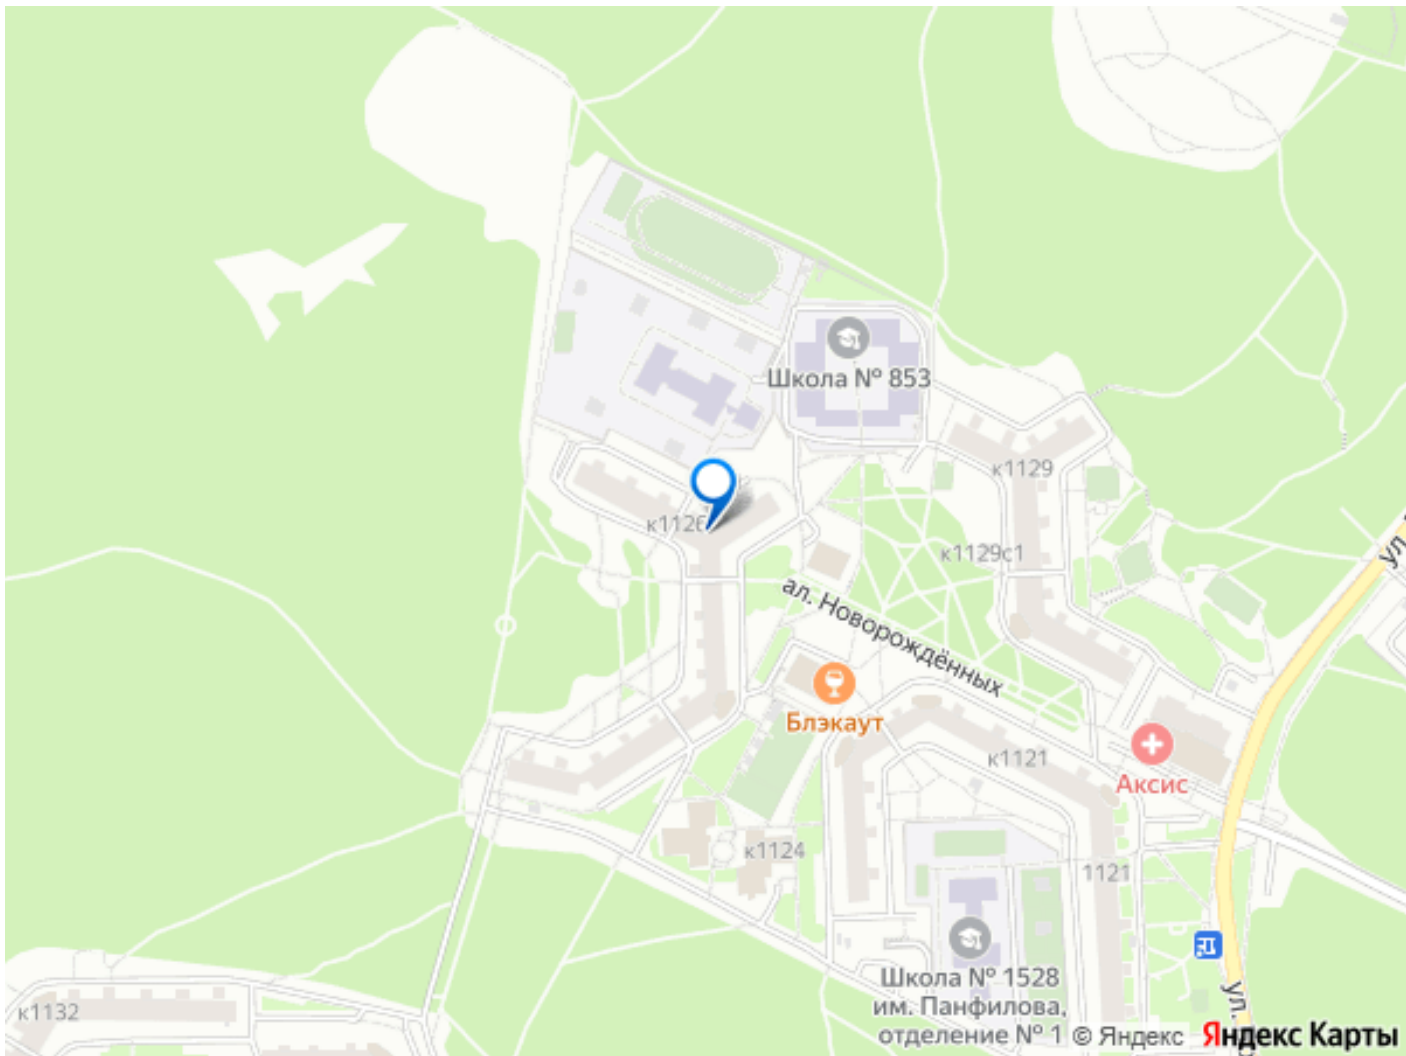 Школа № 853
к1129
к1126
к1129с1
ул.
ал. Новорождённых
Блэкаут
к1121
Аксис
к1124
1121
Школа № 1528
им. Панфилова,
отделение № 1
ул.
к1132
© Яндекс Яндекс Карты